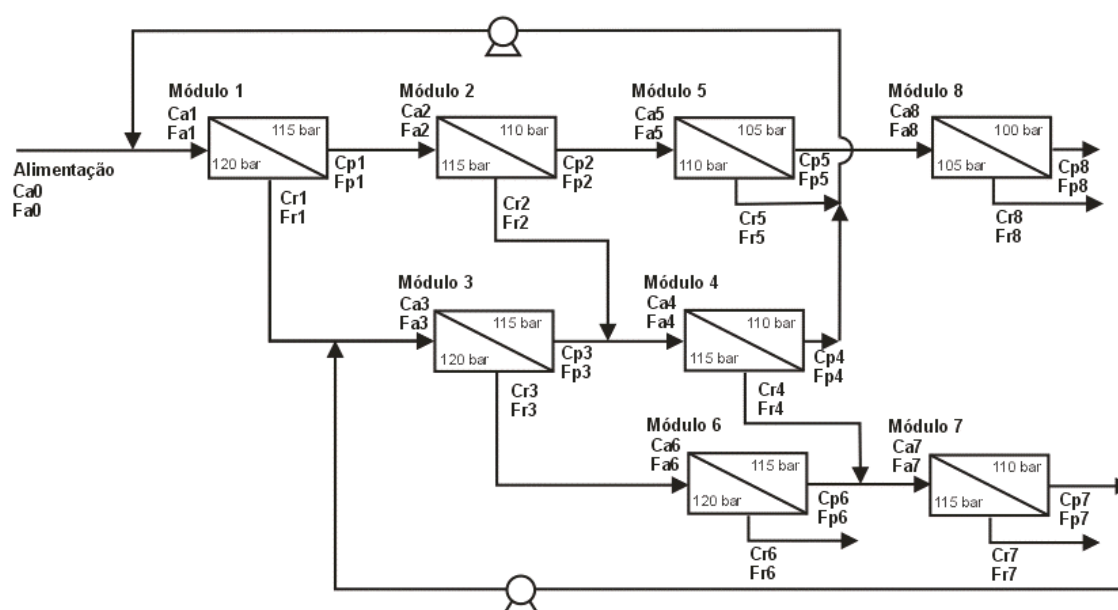 Módulo 1
Ca1
Fa1
115 bar
120 bar
Cp1
Fp1
Cr1
Fr1
Módulo 2
Ca2
Fa2
110 bar
115 bar
Cp2
Fp2
Cr2
Fr2
Módulo 5
Ca5
Fa5
105 bar
110 bar
Cp5
Fp5
Cr5
Fr5
Módulo 8
Ca8
Fa8
100 bar
105 bar
Cp8
Fp8
Cr8
Fr8
Alimentação
Ca0
Fa0
Módulo 3
Ca3
Fa3
115 bar
120 bar
Cp3
Fp3
Cr3
Fr3
Módulo 4
Ca4
Fa4
110 bar
115 bar
Cp4
Fp4
Cr4
Fr4
Módulo 6
Ca6
Fa6
115 bar
120 bar
Cp6
Fp6
Cr6
Fr6
Módulo 7
Ca7
Fa7
110 bar
115 bar
Cp7
Fp7
Cr7
Fr7